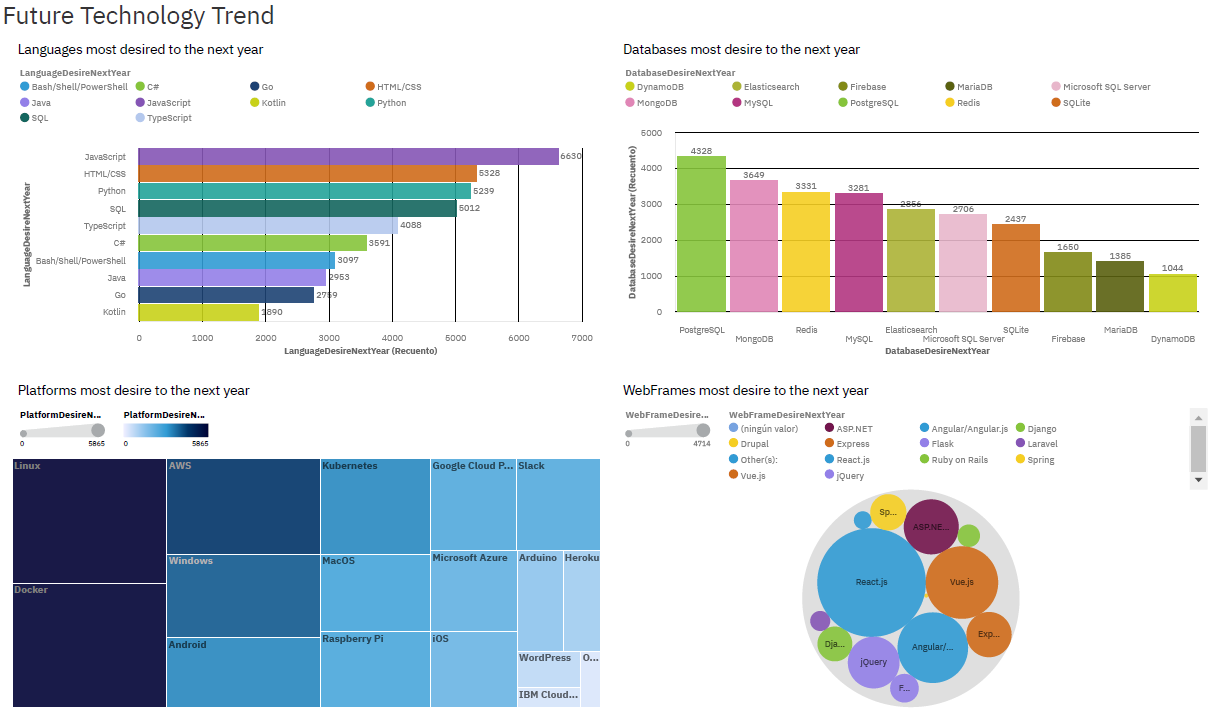 Future Technology Trend
Languages most desired to the next year
LanguageDesireNextYear
Bash/Shell/PowerShell C# Go HTML/CSS
Java JavaScript Kotlin Python
SQL TypeScript
LanguageDesireNextYear
JavaScript 6630
HTML/CSS 5328
Python 5239
SQL 5012
TypeScript 4088
C# 3591
Bash/Shell/PowerShell 3097
Java 2953
Go 2759
Kotlin 1890
0 1000 2000 3000 4000 5000 6000 7000
LanguageDesireNextYear (Recuento)
Databases most desire to the next year
DatabaseDesireNextYear
DynamoDB Elasticsearch Firebase MariaDB Microsoft SQL Server
MongoDB MySQL PostgreSQL Redis SQLite
DatabaseDesireNextYear (Recuento)
6000
4000
3000
2000
1000
0
4328 3649 3331 3281 2856 2706 2437 1650 1385 1044
PostgreSQL MongoDB Redis MySQL Elasticsearch Microsoft SQL Server SQLite Firebase MariaDB DynamoDB
DatabaseDesireNextYear
Platforms most desire to the next year
PlatformDesireN... PlatformDesireN...
0 5865 0 5865
Linux
Docker
AWS
Windows
Android
Kubernetes
MacOS
Raspberry Pi
Google Cloud P...
Microsoft Azure
iOS
Slack
Arduino
Heroku
WordPress
IBM Cloud...
O...
WebFrames most desire to the next year
WebFrameDesire...
0 4714
WebFrameDesireNextYear
(ningún valor) ASP.NET Angular/Angular.js Django
Drupal Express Flask Laravel
Other(s): React.js Ruby on Rails Spring
Vue.js jQuery
Sp...
ASP.NE...
React.js
Vue.js
Exp...
Dja...
Angular/...
jQuery
F...